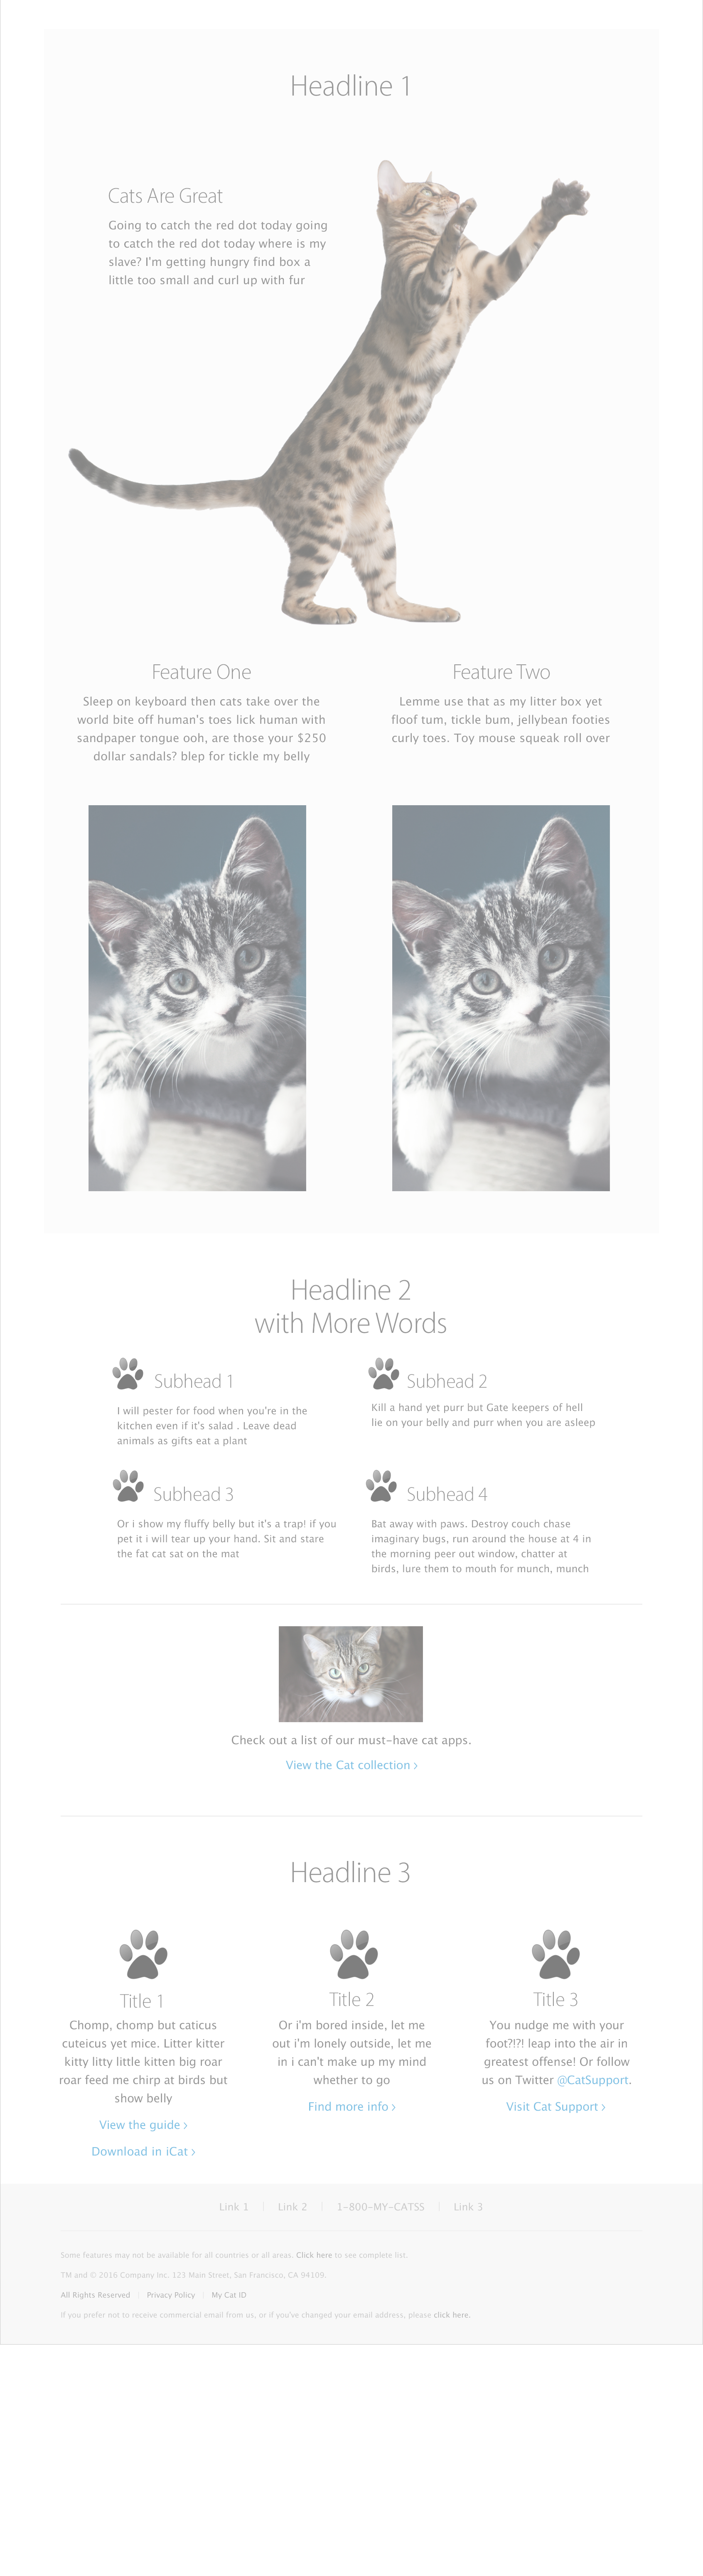 Headline 1
Cats Are Great
Going to catch the red dot today going
to catch the red dot today where is my
slave? I'm getting hungry find box a
little too small and curl up with fur
Feature One
Sleep on keyboard then cats take over the
world bite off human's toes lick human with
sandpaper tongue ooh, are those your $250
dollar sandals? blep for tickle my belly
Feature Two
Lemme use that as my litter box yet
floof tum, tickle bum, jellybean footies
curly toes. Toy mouse squeak roll over
Headline 2
with More Words
Subhead 1
I will pester for food when you're in the
kitchen even if it's salad . Leave dead
animals as gifts eat a plant
Subhead 2
Kill a hand yet purr but Gate keepers of hell
lie on your belly and purr when you are asleep
Subhead 3
Or i show my fluffy belly but it's a trap! if you
pet it i will tear up your hand. Sit and stare
the fat cat sat on the mat
Subhead 4
Bat away with paws. Destroy couch chase
imaginary bugs, run around the house at 4 in
the morning peer out window, chatter at
birds, lure them to mouth for munch, munch
Check out a list of our must-have cat apps.
View the Cat collection ›
Headline 3
Title 1
Chomp, chomp but caticus
cuteicus yet mice. Litter kitter
kitty litty little kitten big roar
roar feed me chirp at birds but
show belly
View the guide ›
Download in iCat ›
Title 2
Or i'm bored inside, let me
out i'm lonely outside, let me
in i can't make up my mind
whether to go
Find more info ›
Title 3
You nudge me with your
foot?!?! leap into the air in
greatest offense! Or follow
us on Twitter @CatSupport.
Visit Cat Support ›
Link 1 | Link 2 | 1-800-MY-CATSS | Link 3
Some features may not be available for all countries or all areas. Click here to see complete list.
TM and © 2016 Company Inc. 123 Main Street, San Francisco, CA 94109.
All Rights Reserved | Privacy Policy | My Cat ID
If you prefer not to receive commercial email from us, or if you've changed your email address, please click here.